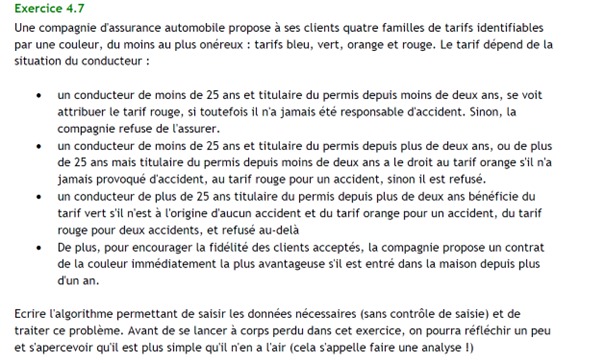 Exercice 4.7
Une compagnie d'assurance automobile propose à ses clients quatre familles de tarifs identifiables
par une couleur, du moins au plus onéreux : tarifs bleu, vert, orange et rouge. Le tarif dépend de la
situation du conducteur :
• un conducteur de moins de 25 ans et titulaire du permis depuis moins de deux ans, se voit
attribuer le tarif rouge, si toutefois il n'a jamais été responsable d'accident. Sinon, la
compagnie refuse de l'assurer.
• un conducteur de moins de 25 ans et titulaire du permis depuis plus de deux ans, ou de plus
de 25 ans mais titulaire du permis depuis moins de deux ans a le droit au tarif orange s'il n'a
jamais provoqué d'accident, au tarif rouge pour un accident, sinon il est refusé.
• un conducteur de plus de 25 ans titulaire du permis depuis plus de deux ans bénéficie du
tarif vert s'il n'est à l'origine d'aucun accident et du tarif orange pour un accident, du tarif
rouge pour deux accidents, et refusé au-delà
• De plus, pour encourager la fidélité des clients acceptés, la compagnie propose un contrat
de la couleur immédiatement la plus avantageuse s'il est entré dans la maison depuis plus
d'un an.
Ecrire l'algorithme permettant de saisir les données nécessaires (sans contrôle de saisie) et de
traiter ce problème. Avant de se lancer à corps perdu dans cet exercice, on pourra réfléchir un peu
et s'apercevoir qu'il est plus simple qu'il n'en a l'air (cela s'appelle faire une analyse !)